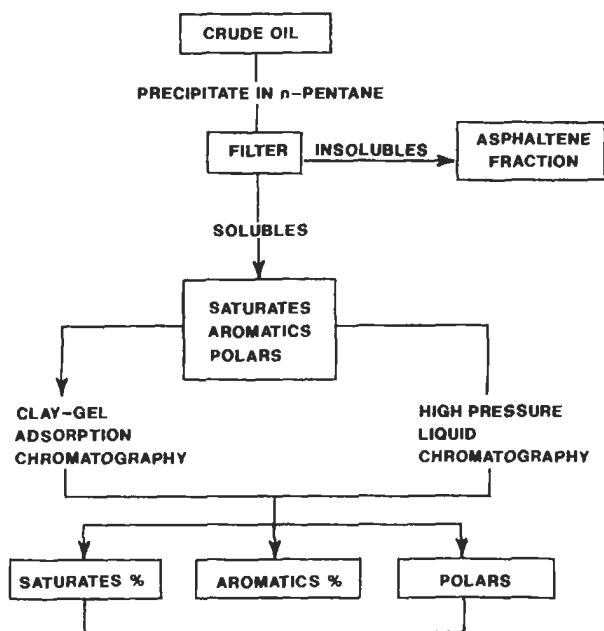 CRUDE OIL
PRECIPITATE IN n-PENTANE
FILTER
INSOLUBLES
ASPHALTENE
FRACTION
SOLUBLES
SATURATES
AROMATICS
POLARS
CLAY-GEL
ADSORPTION
CHROMATOGRAPHY
HIGH PRESSURE
LIQUID
CHROMATOGRAPHY
SATURATES %
AROMATICS %
POLARS